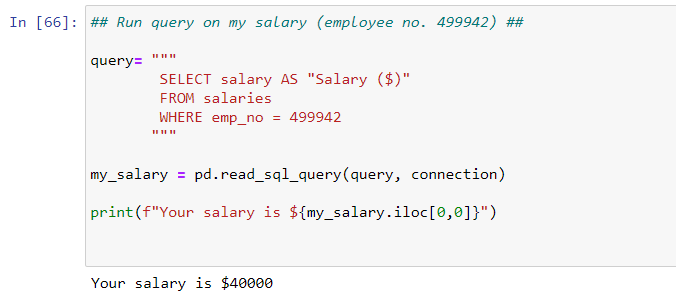 In [66]: ## Run query on my salary (employee no. 499942) ##
query= """
SELECT salary AS "Salary ($)"
FROM salaries
WHERE emp_no = 499942
"""
my_salary = pd.read_sql_query(query, connection)
print(f"Your salary is ${my_salary.iloc[0,0]}")
Your salary is $40000